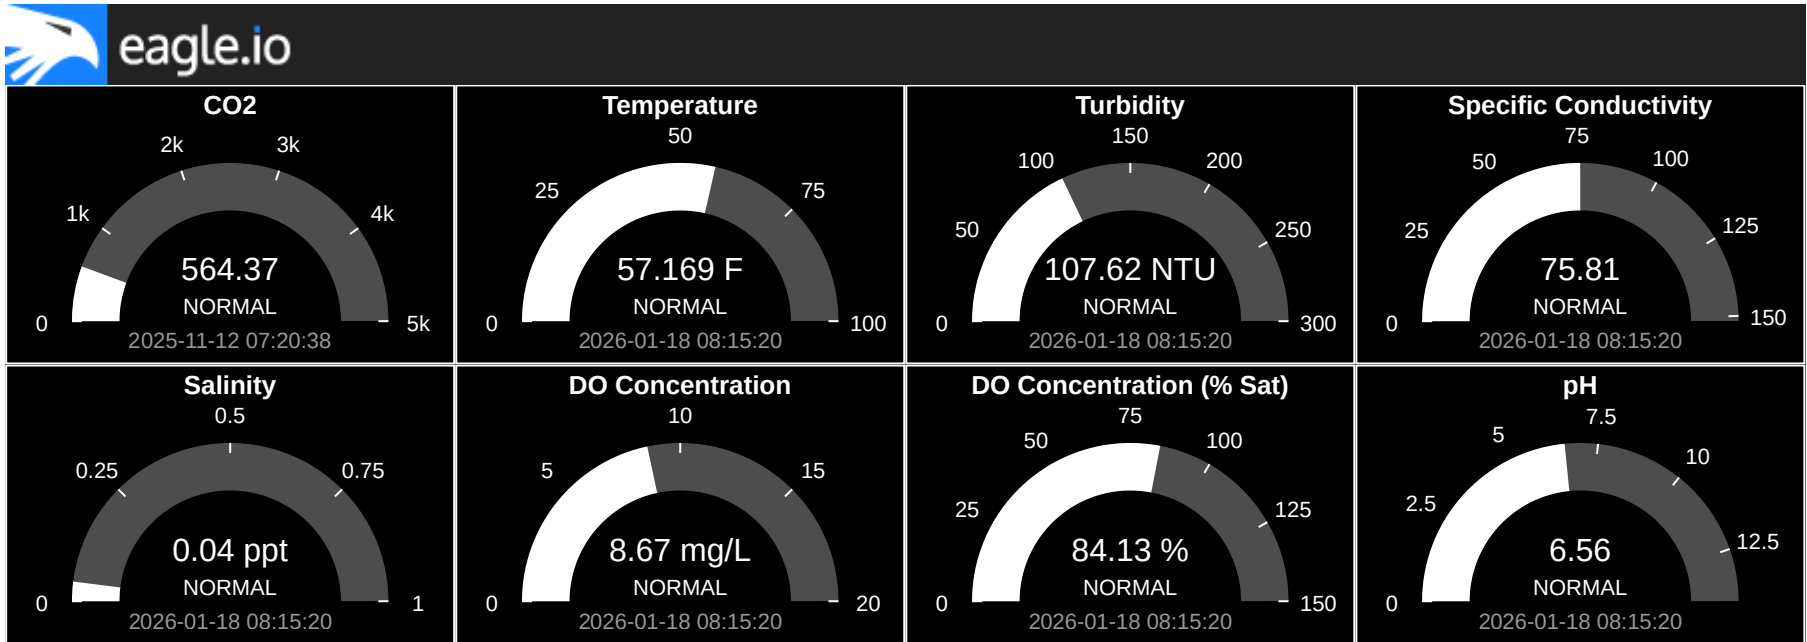 eagle.io
CO2
0
1k
2k
3k
4k
5k
564.37
NORMAL
2025-11-12 07:20:38
Temperature
0
25
50
75
100
57.169 F
NORMAL
2026-01-18 08:15:20
Turbidity
0
50
100
150
200
250
300
107.62 NTU
NORMAL
2026-01-18 08:15:20
Specific Conductivity
0
25
50
75
100
125
150
75.81
NORMAL
2026-01-18 08:15:20
Salinity
0
0.25
0.5
0.75
1
0.04 ppt
NORMAL
2026-01-18 08:15:20
DO Concentration
0
5
10
15
20
8.67 mg/L
NORMAL
2026-01-18 08:15:20
DO Concentration (% Sat)
0
25
50
75
100
125
150
84.13 %
NORMAL
2026-01-18 08:15:20
pH
0
2.5
5
7.5
10
12.5
6.56
NORMAL
2026-01-18 08:15:20